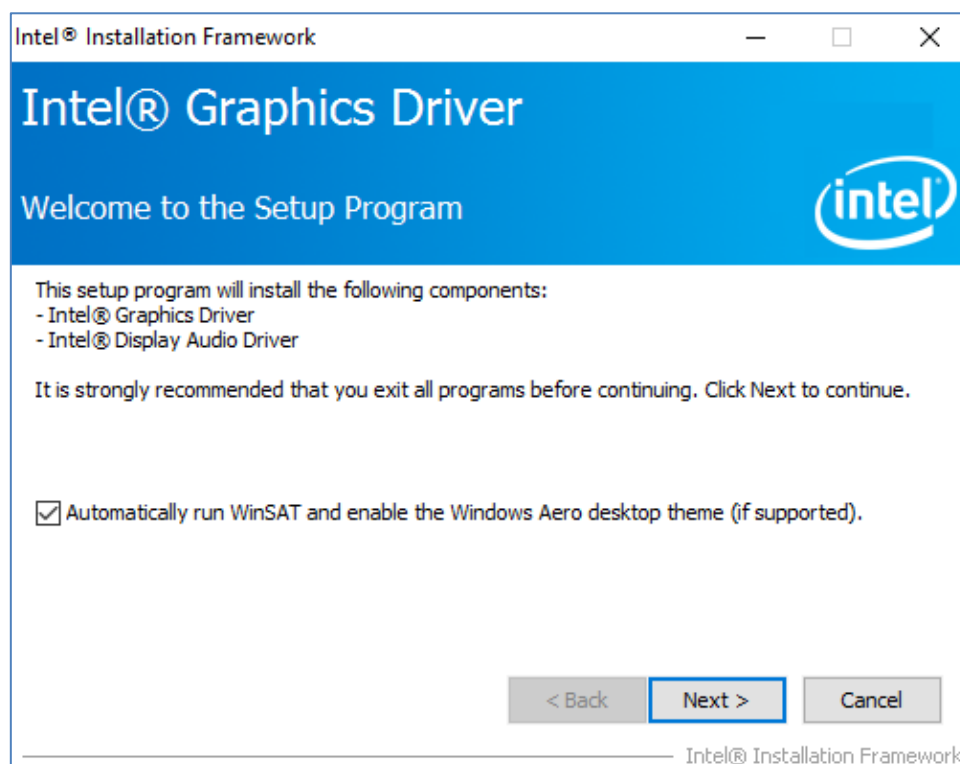 Intel® Installation Framework
Intel® Graphics Driver
Welcome to the Setup Program
intel
This setup program will install the following components:
- Intel® Graphics Driver
- Intel® Display Audio Driver
It is strongly recommended that you exit all programs before continuing. Click Next to continue.
Automatically run WinSAT and enable the Windows Aero desktop theme (if supported).
< Back Next > Cancel
Intel® Installation Framework